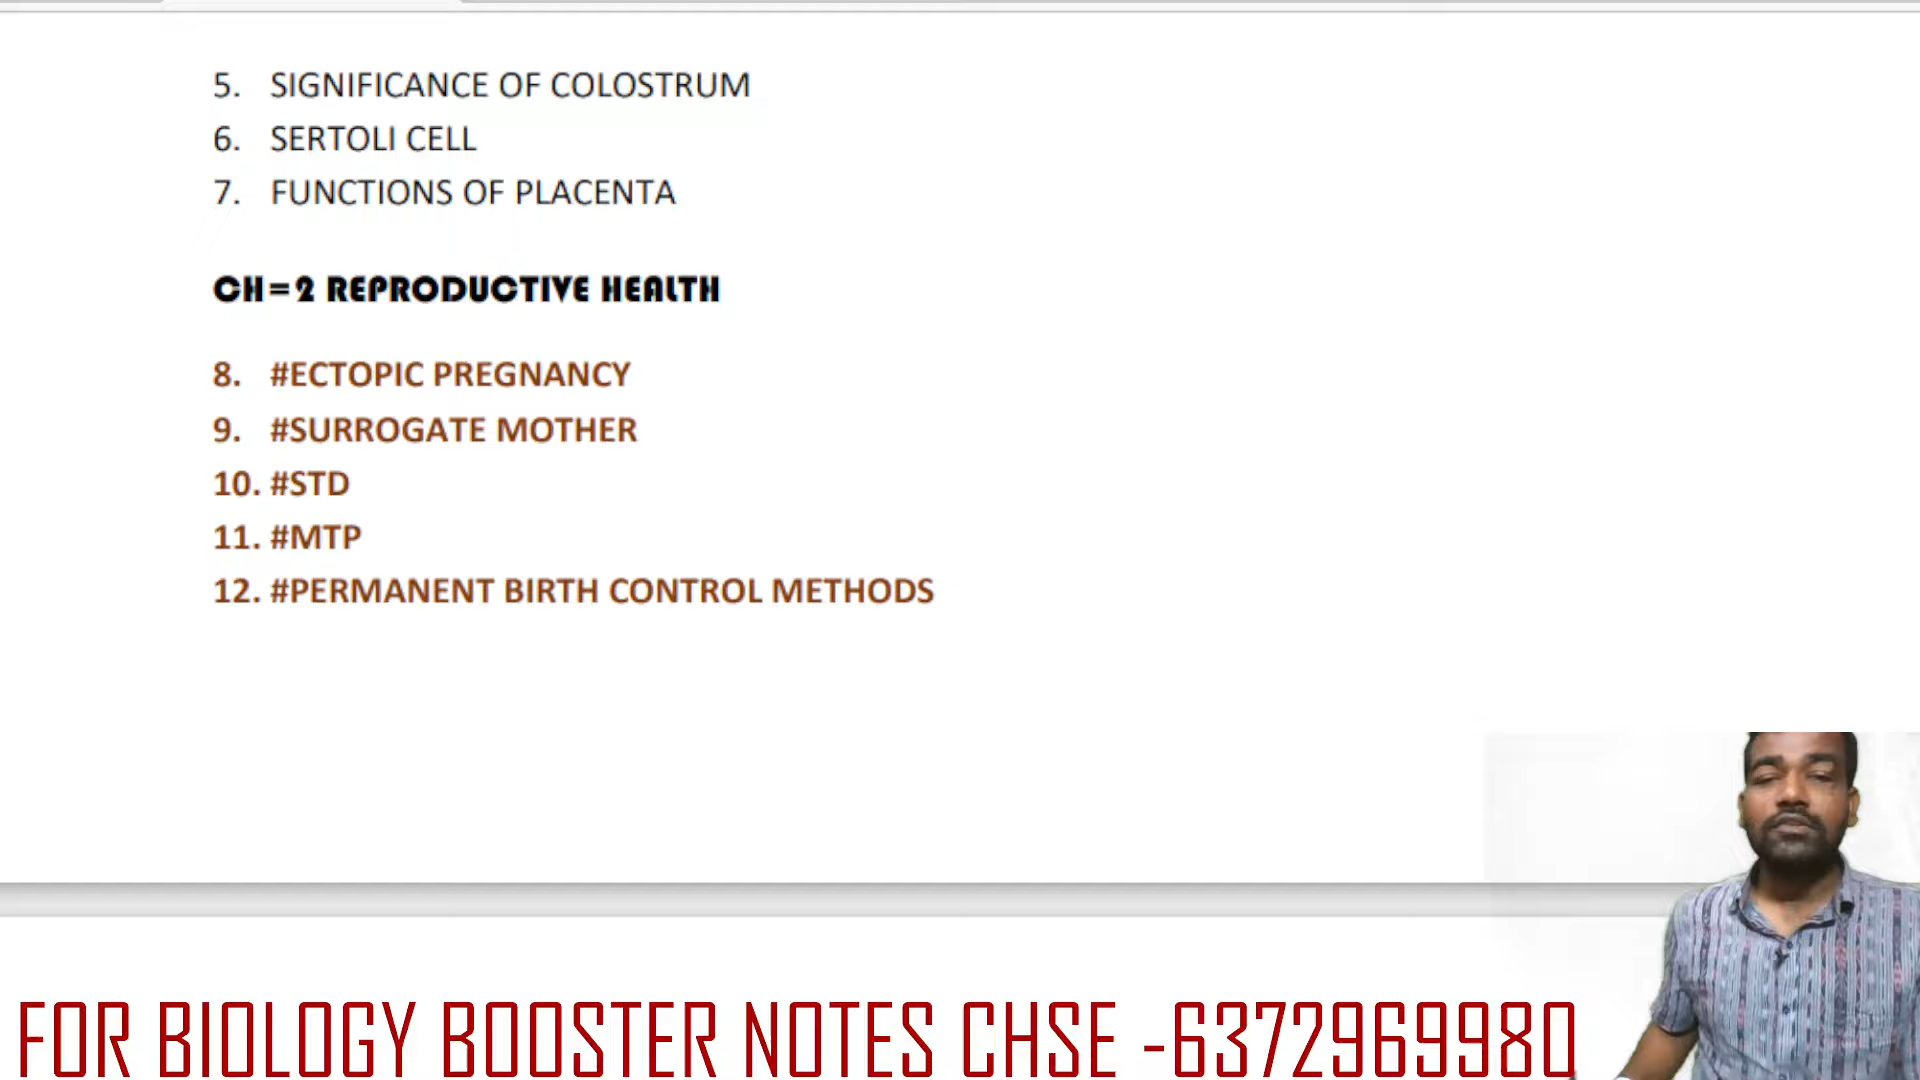 5. SIGNIFICANCE OF COLOSTRUM
6. SERTOLI CELL
7. FUNCTIONS OF PLACENTA
CH=2 REPRODUCTIVE HEALTH
8. #ECTOPIC PREGNANCY
9. #SURROGATE MOTHER
10. #STD
11. #MTP
12. #PERMANENT BIRTH CONTROL METHODS
FOR BIOLOGY BOOSTER NOTES CHSE -6372969980